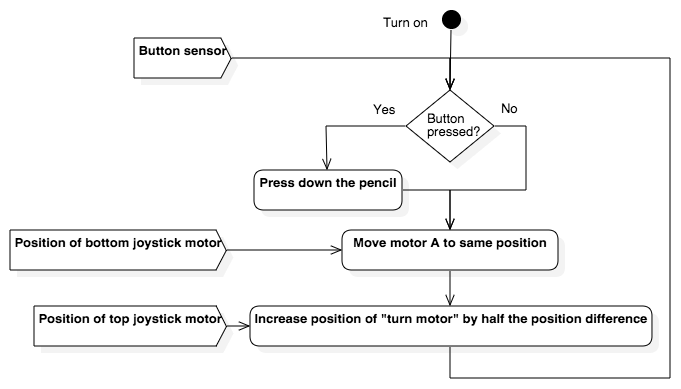 Turn on
Button sensor
Yes
No
Button
pressed?
Press down the pencil
Position of bottom joystick motor
Move motor A to same position
Position of top joystick motor
Increase position of "turn motor" by half the position difference